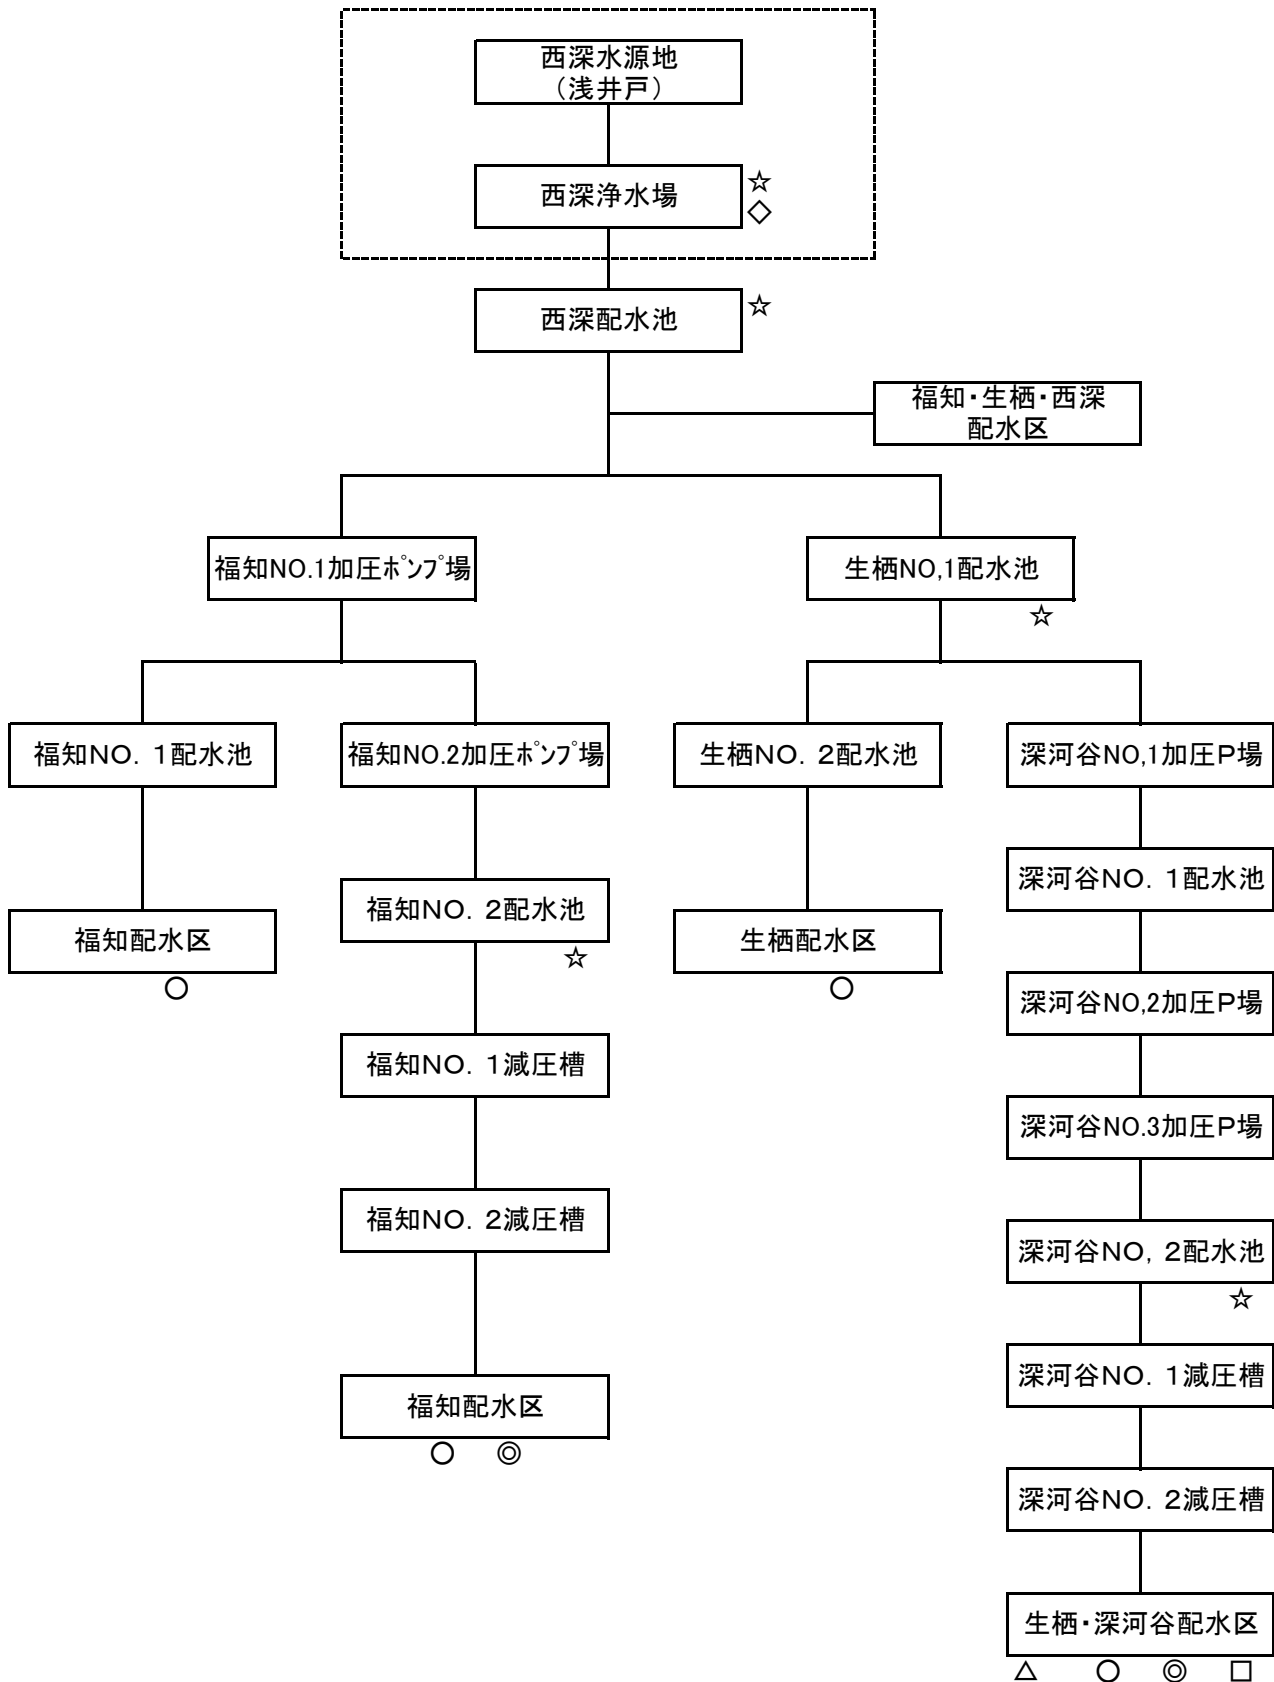 西深水源地
（浅井戸）
西深浄水場
☆
◇
西深配水池
☆
福知・生栖・西深
配水区
福知NO.1加圧ﾎﾟﾝﾌﾟ場
生栖NO,1配水池
☆
福知NO．1配水池
福知NO.2加圧ﾎﾟﾝﾌﾟ場
生栖NO．2配水池
深河谷NO,1加圧P場
深河谷NO．1配水池
福知NO．2配水池
☆
福知配水区
○
生栖配水区
○
深河谷NO,2加圧P場
福知NO．1減圧槽
深河谷NO.3加圧P場
福知NO．2減圧槽
深河谷NO，2配水池
☆
深河谷NO．1減圧槽
福知配水区
○ ◎
深河谷NO．2減圧槽
生栖・深河谷配水区
△ ○ ◎ □